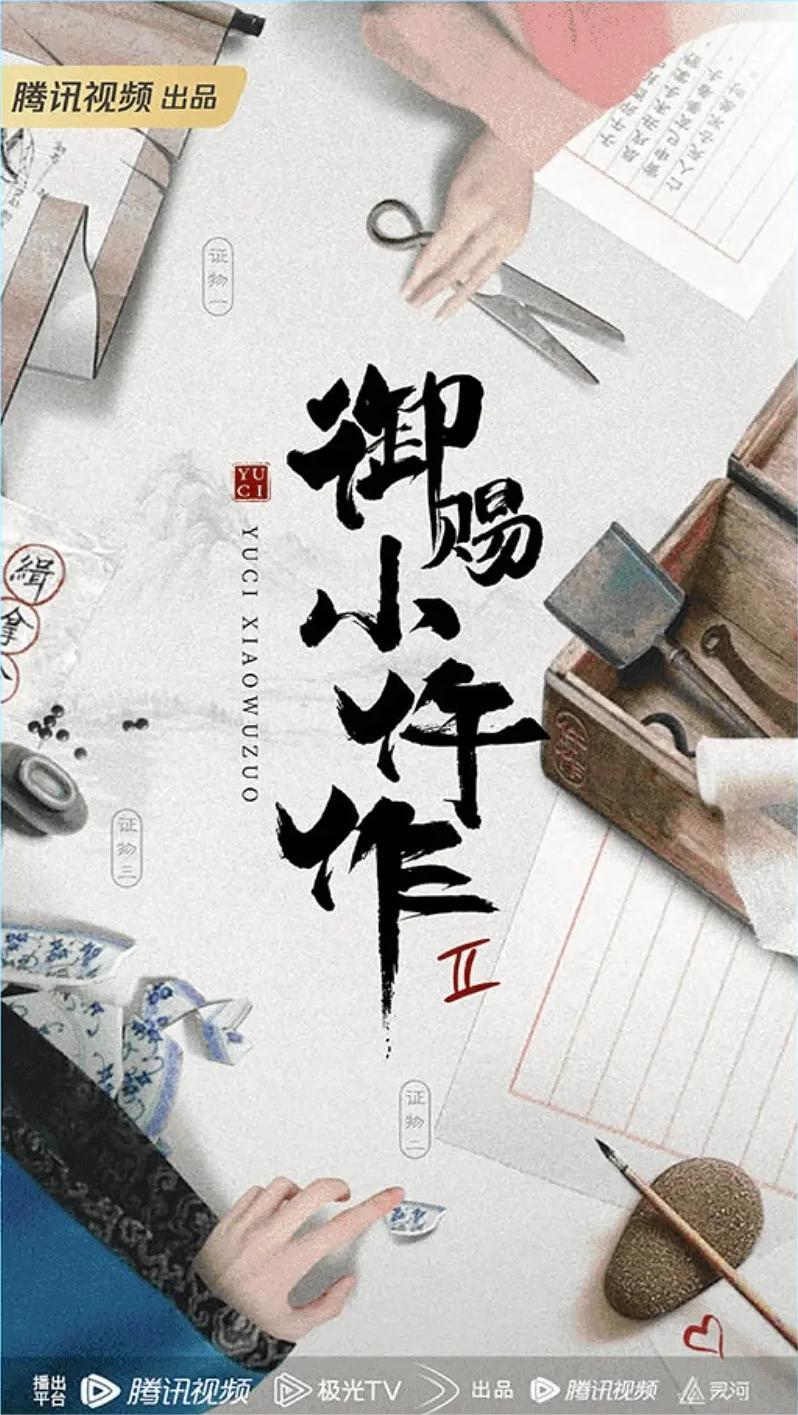 腾讯视频 出品
证物一
御赐小仵作
II
YU
CI
YUCI XIAOWUZUO
缉
拿
证物三
证物二
播出
平台
腾讯视频
极光TV
出品
腾讯视频
灵河